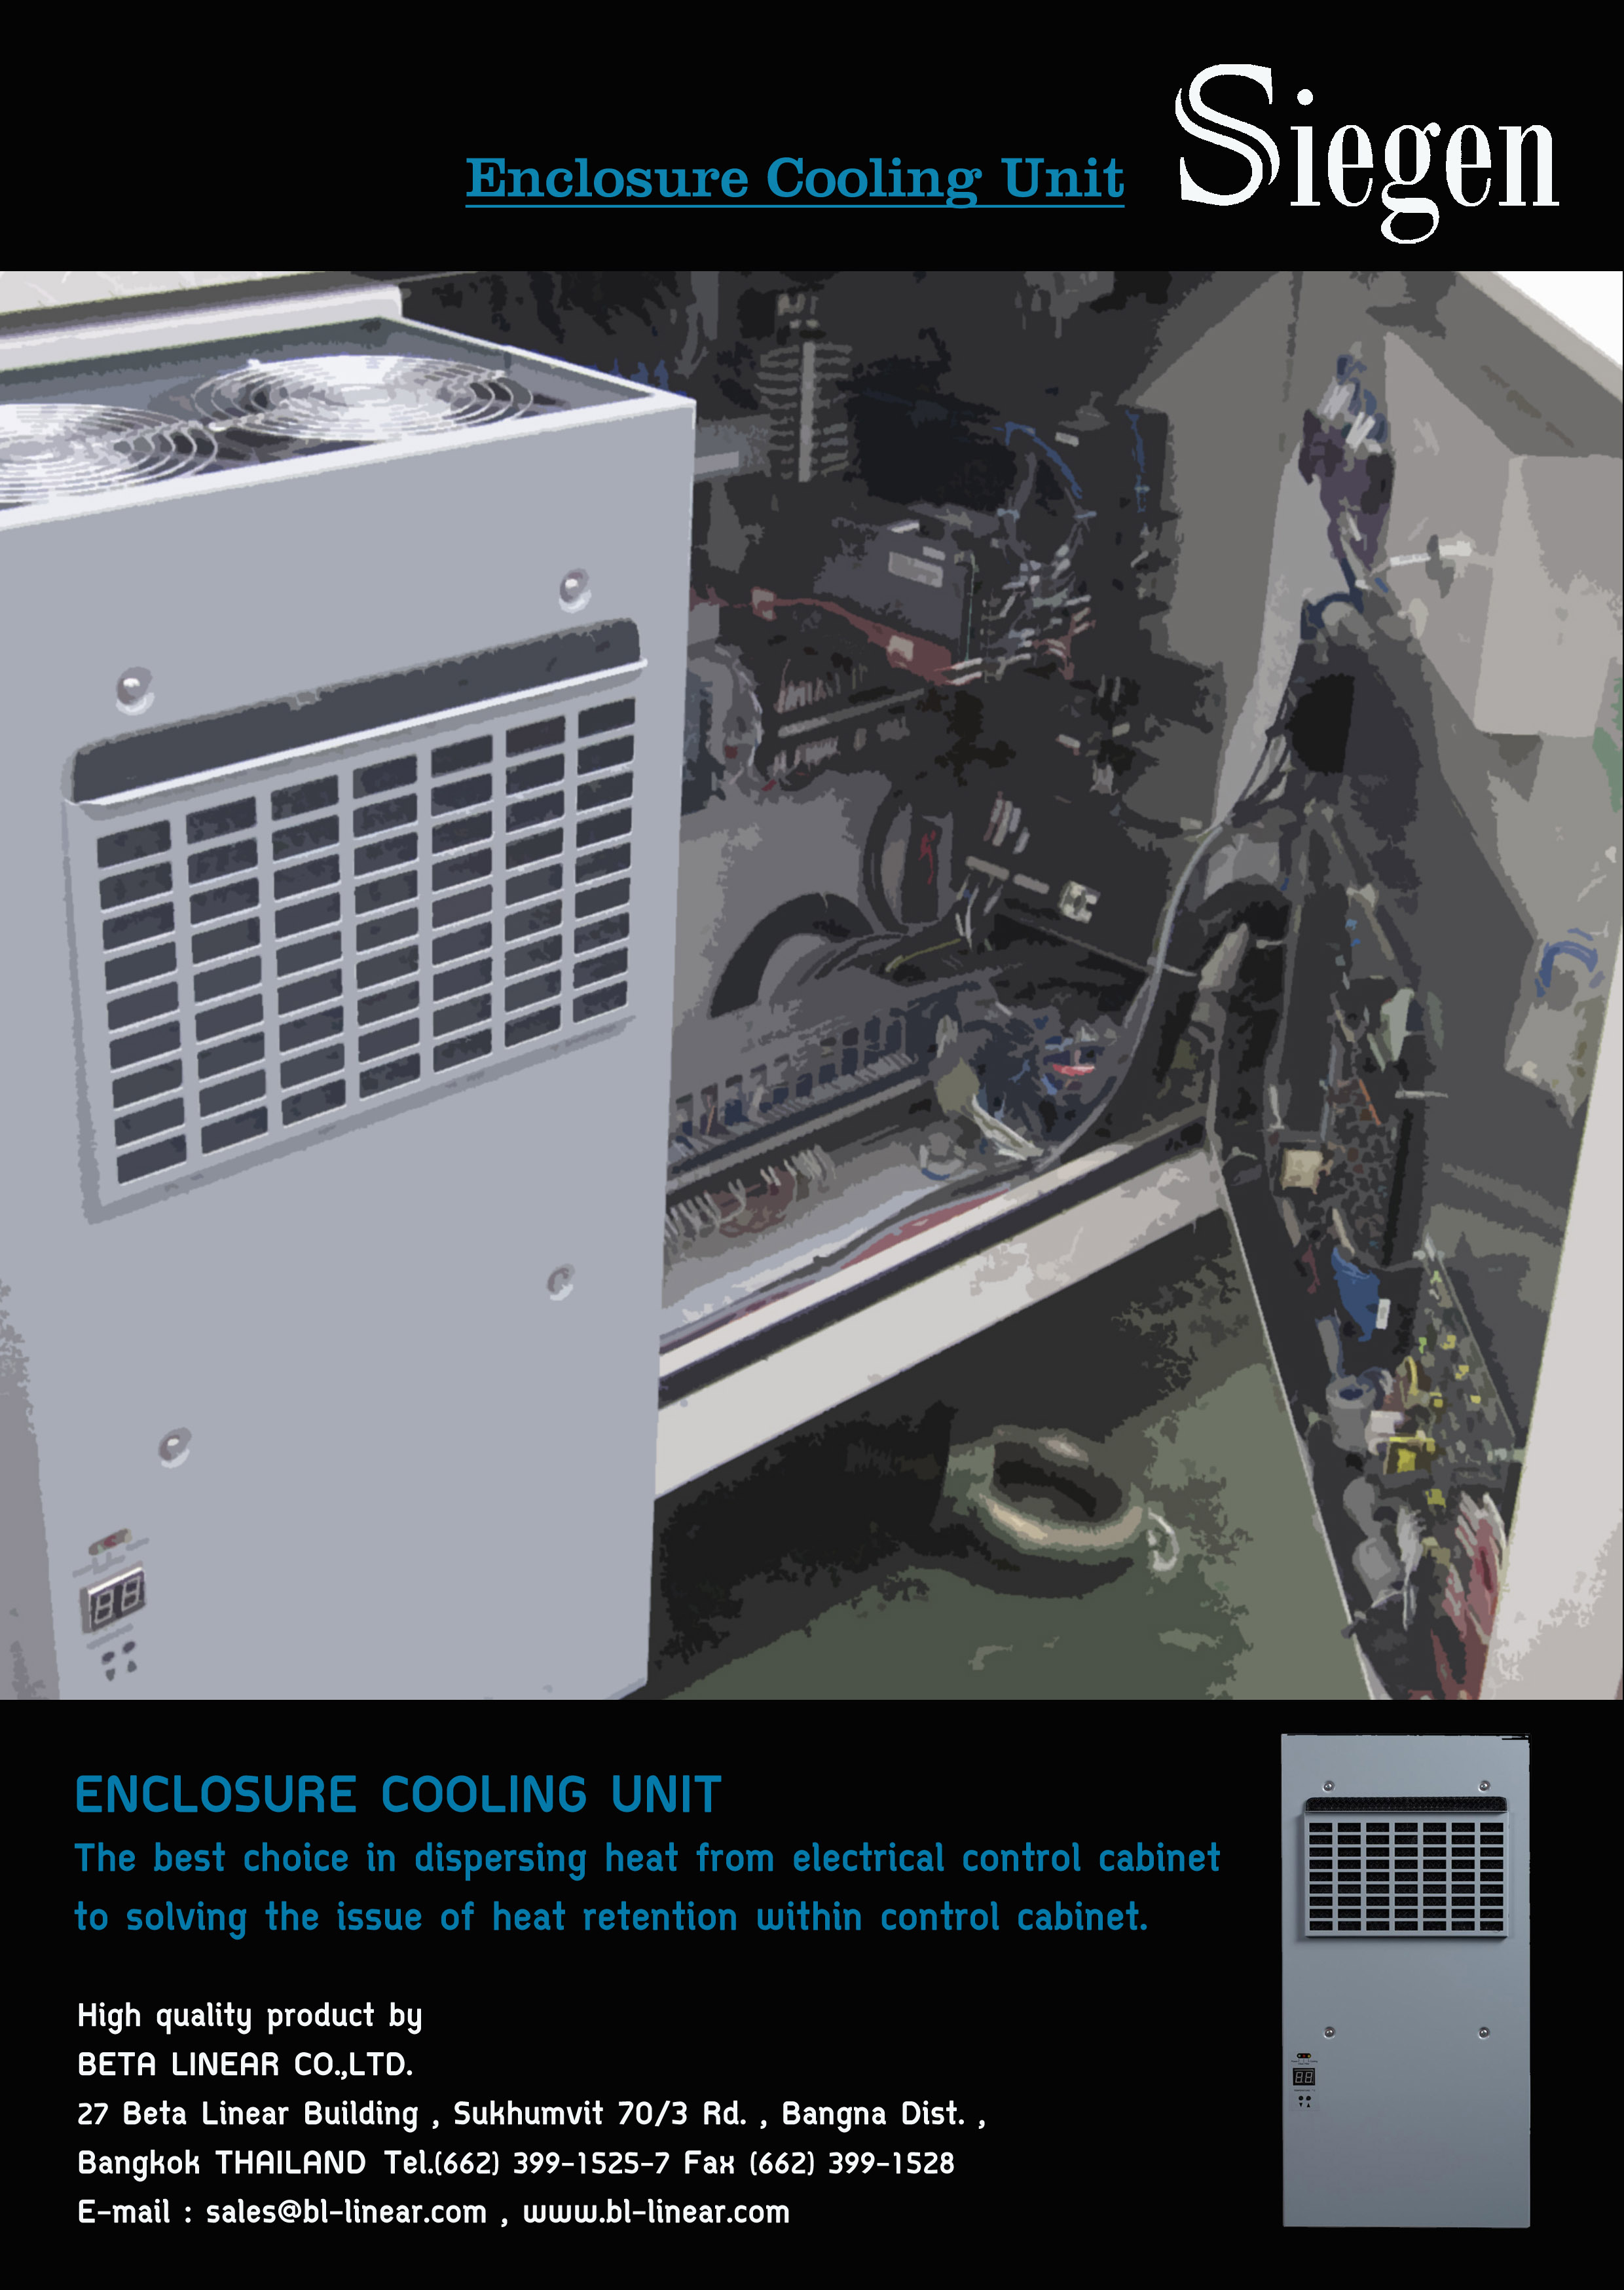 Enclosure Cooling Unit Siegen
ENCLOSURE COOLING UNIT
The best choice in dispersing heat from electrical control cabinet
to solving the issue of heat retention within control cabinet.
High quality product by
BETA LINEAR CO.,LTD.
27 Beta Linear Building , Sukhumvit 70/3 Rd. , Bangna Dist. ,
Bangkok THAILAND Tel.(662) 399-1525-7 Fax (662) 399-1528
E-mail : sales@bl-linear.com , www.bl-linear.com